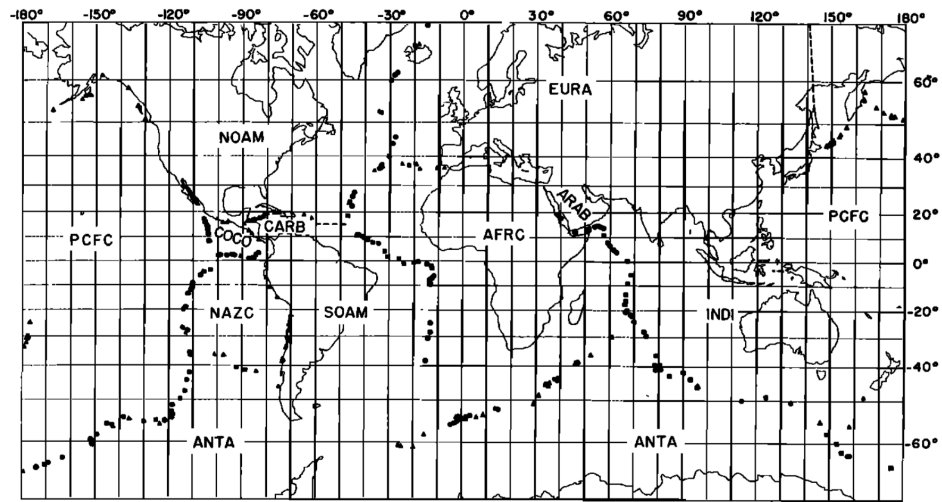 -180° -150° -120° -90° -60° -30° 0° 30° 60° 90° 120° 150° 180°
60°
EURA
NOAM
40°
ARAB
20°
PCFC
CARB
COCO
PCFC
AFRC
0°
NAZC
SOAM
INDI
-20°
-40°
ANTA
ANTA
-60°